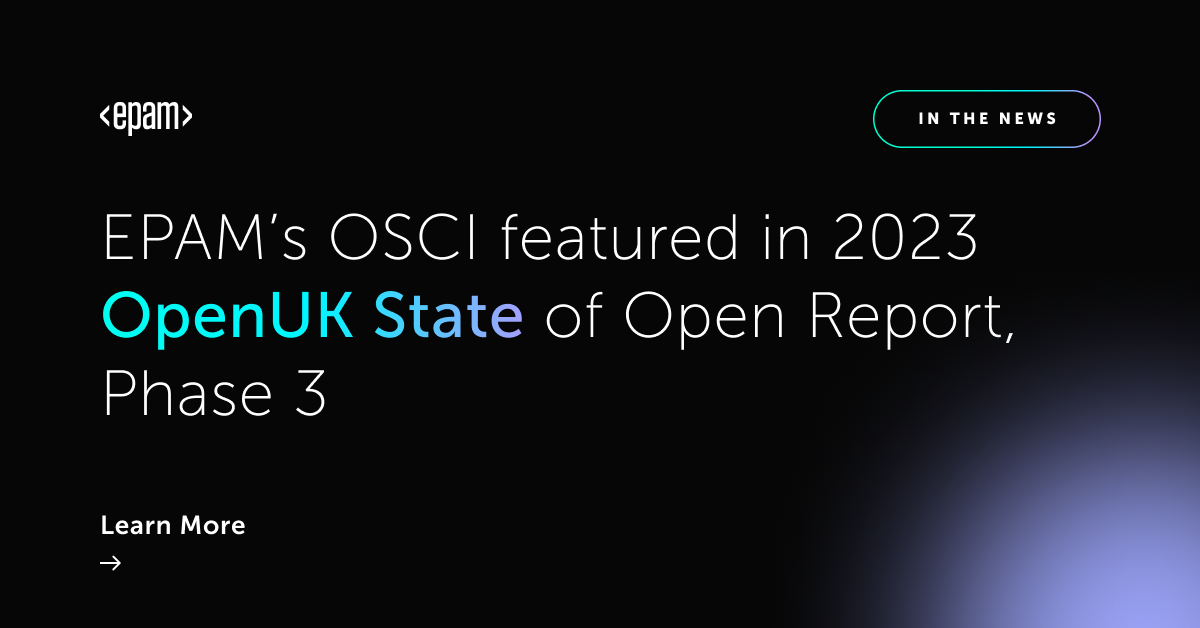 <epam>
IN THE NEWS
EPAM’s OSCI featured in 2023
OpenUK State of Open Report,
Phase 3
Learn More
→